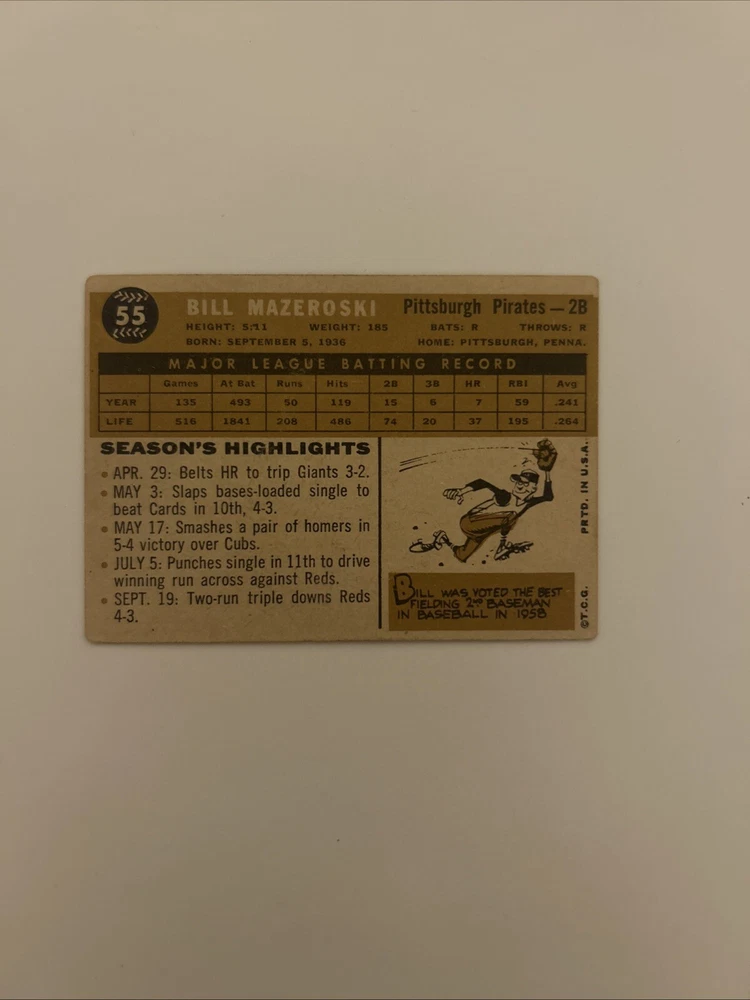 55
BILL MAZEROSKI Pittsburgh Pirates — 2B
HEIGHT: 5:11 WEIGHT: 185 BATS: R THROWS: R
BORN: SEPTEMBER 5, 1936 HOME: PITTSBURGH, PENNA.
MAJOR LEAGUE BATTING RECORD
Games At Bat Runs Hits 2B 3B HR RBI Avg
YEAR 135 493 50 119 15 6 7 59 .241
LIFE 516 1841 208 486 74 20 37 195 .264
SEASON'S HIGHLIGHTS
• APR. 29: Belts HR to trip Giants 3-2.
• MAY 3: Slaps bases-loaded single to
beat Cards in 10th, 4-3.
• MAY 17: Smashes a pair of homers in
5-4 victory over Cubs.
• JULY 5: Punches single in 11th to drive
winning run across against Reds.
• SEPT. 19: Two-run triple downs Reds
4-3.
BILL WAS VOTED THE BEST
FIELDING 2ND BASEMAN
IN BASEBALL IN 1958
©T.C.G. PRTD. IN U.S.A.